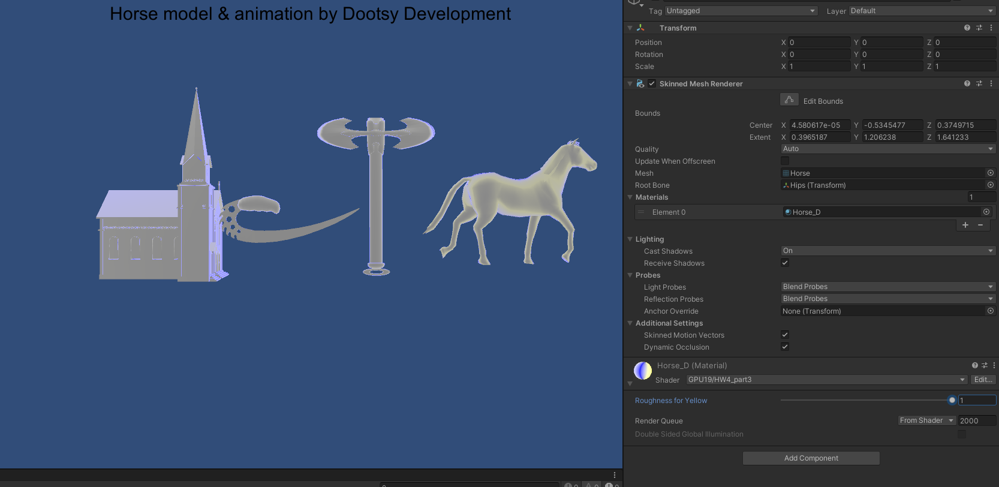 Horse model & animation by Dootsy Development
Tag Untagged Layer Default
Transform
Position X 0 Y 0 Z 0
Rotation X 0 Y 0 Z 0
Scale X 1 Y 1 Z 1
Skinned Mesh Renderer
Edit Bounds
Bounds
Center X 4.580617e-05 Y -0.5345477 Z 0.3749715
Extent X 0.3965187 Y 1.206238 Z 1.641233
Quality Auto
Update When Offscreen
Mesh Horse
Root Bone Hips (Transform)
Materials 1
Element 0 Horse_D
Lighting
Cast Shadows On
Receive Shadows
Probes
Light Probes Blend Probes
Reflection Probes Blend Probes
Anchor Override None (Transform)
Additional Settings
Skinned Motion Vectors
Dynamic Occlusion
Horse_D (Material)
Shader GPU19/HW4_part3 Edit...
Roughness for Yellow 1
Render Queue From Shader 2000
Double Sided Global Illumination
Add Component